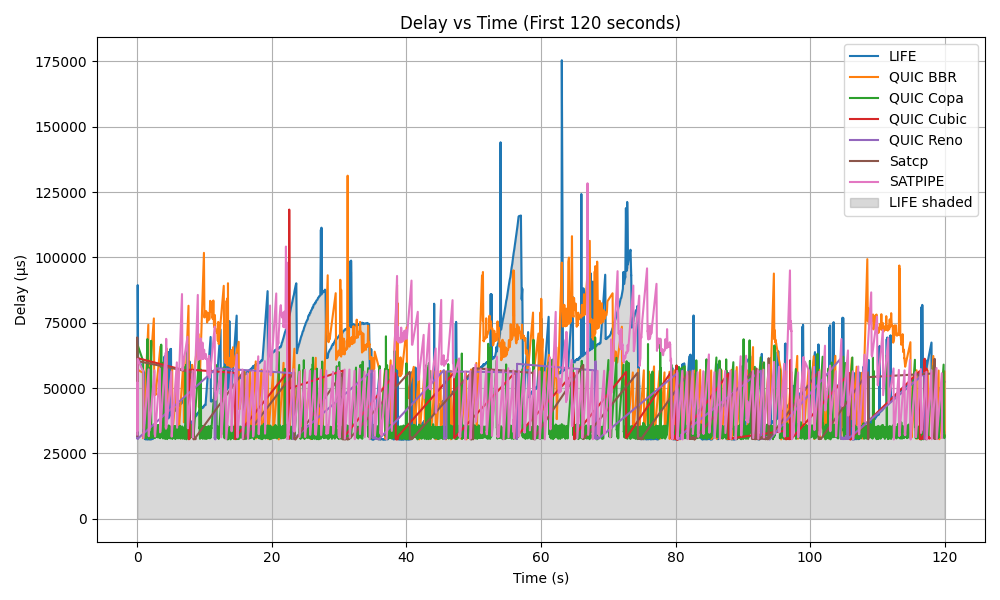 Delay vs Time (First 120 seconds)
175000
150000
125000
100000
75000
50000
25000
0
Delay (µs)
LIFE
QUIC BBR
QUIC Copa
QUIC Cubic
QUIC Reno
Satcp
SATPIPE
LIFE shaded
0 20 40 60 80 100 120
Time (s)